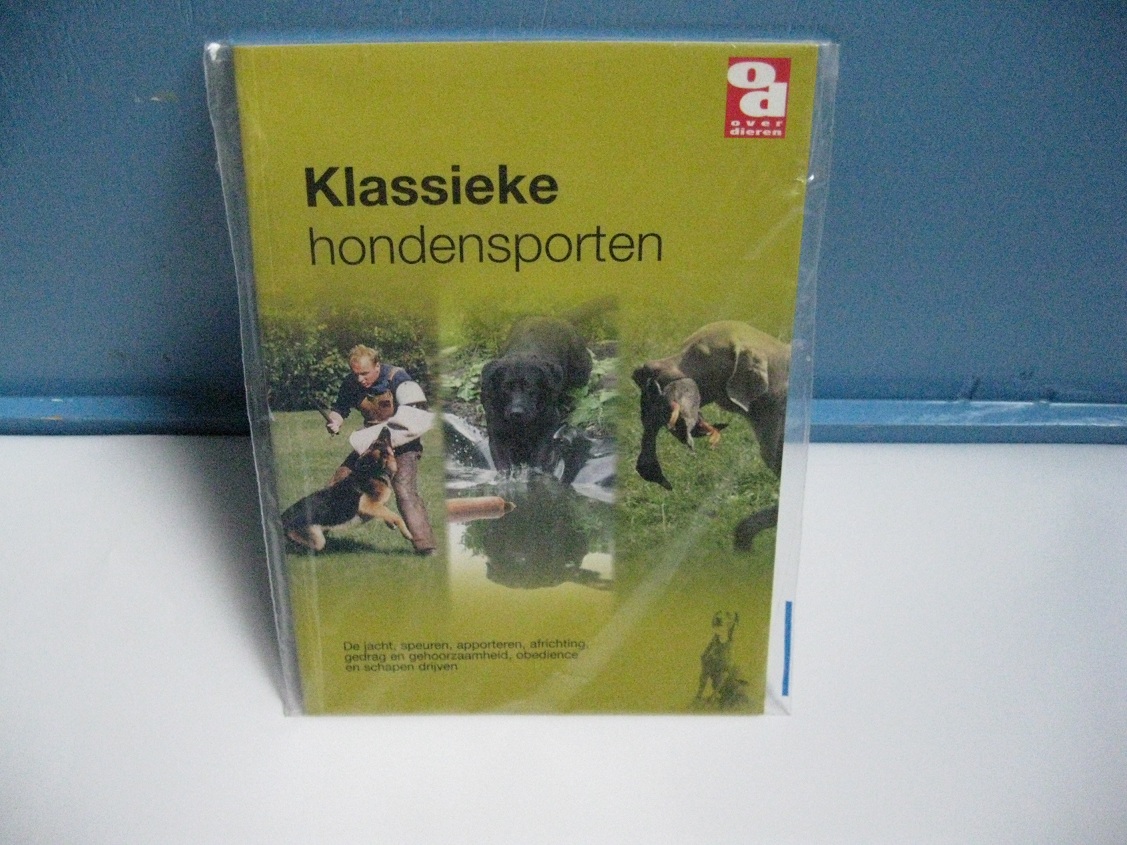 od
over
dieren
Klassieke
hondensporten
De jacht, speuren, apporteren, africhting,
gedrag en gehoorzaamheid, obedience
en schapen drijven